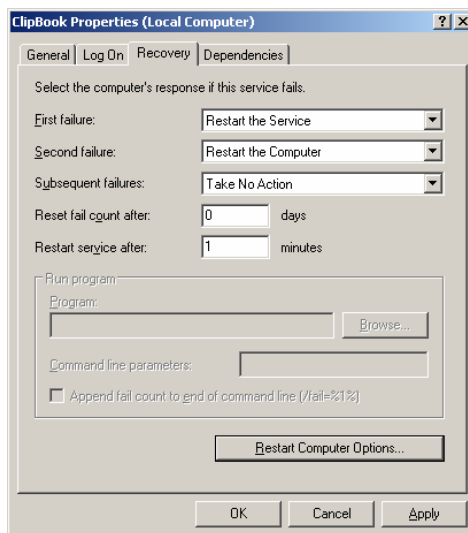 ClipBook Properties (Local Computer)
General Log On Recovery Dependencies
Select the computer's response if this service fails.
First failure: Restart the Service
Second failure: Restart the Computer
Subsequent failures: Take No Action
Reset fail count after: 0 days
Restart service after: 1 minutes
Run program
Program:
Browse...
Command line parameters:
Append fail count to end of command line (/fail=%1%)
Restart Computer Options...
OK Cancel Apply